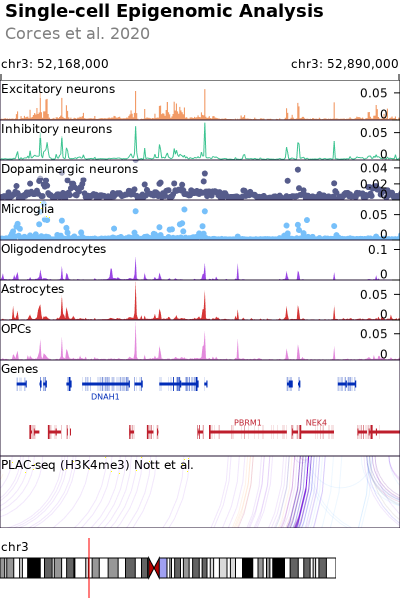 Single-cell Epigenomic Analysis
Corces et al. 2020
chr3: 52,168,000 chr3: 52,890,000
Excitatory neurons 0.05
0
Inhibitory neurons 0.05
0
Dopaminergic neurons 0.04
0.02
0
Microglia 0.05
0
Oligodendrocytes 0.1
0
Astrocytes 0.05
0
OPCs 0.05
0
Genes
DNAH1
PBRM1 NEK4
PLAC-seq (H3K4me3) Nott et al.
chr3